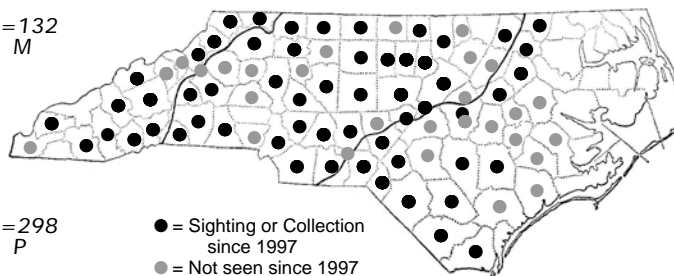 =132
M
=298
P
● = Sighting or Collection
since 1997
● = Not seen since 1997